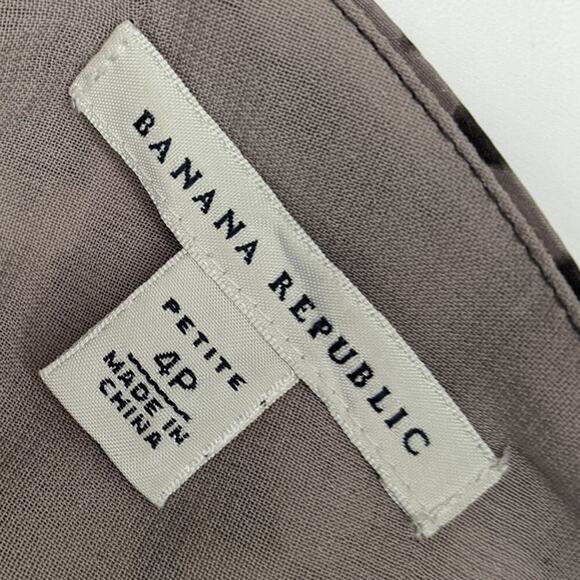 BANANA REPUBLIC
PETITE
4P
MADE IN
CHINA